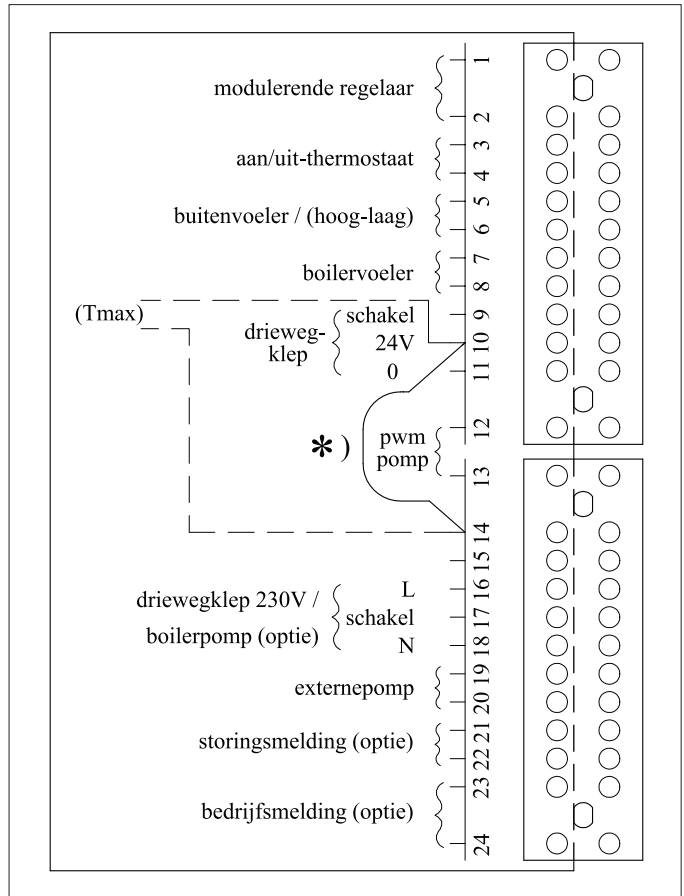 modulerende regelaar
1
2
aan/uit-thermostaat
3
4
buitenvoeler / (hoog-laag)
5
6
boilervoeler
7
8
(Tmax)
drieweg-
klep
schakel
24V
0
9
10
11
*)
pwm
pomp
12
13
14
15
driewegklep 230V /
boilerpomp (optie)
L
schakel
N
16
17
18
externepomp
19
20
storingsmelding (optie)
21
22
bedrijfsmelding (optie)
23
24